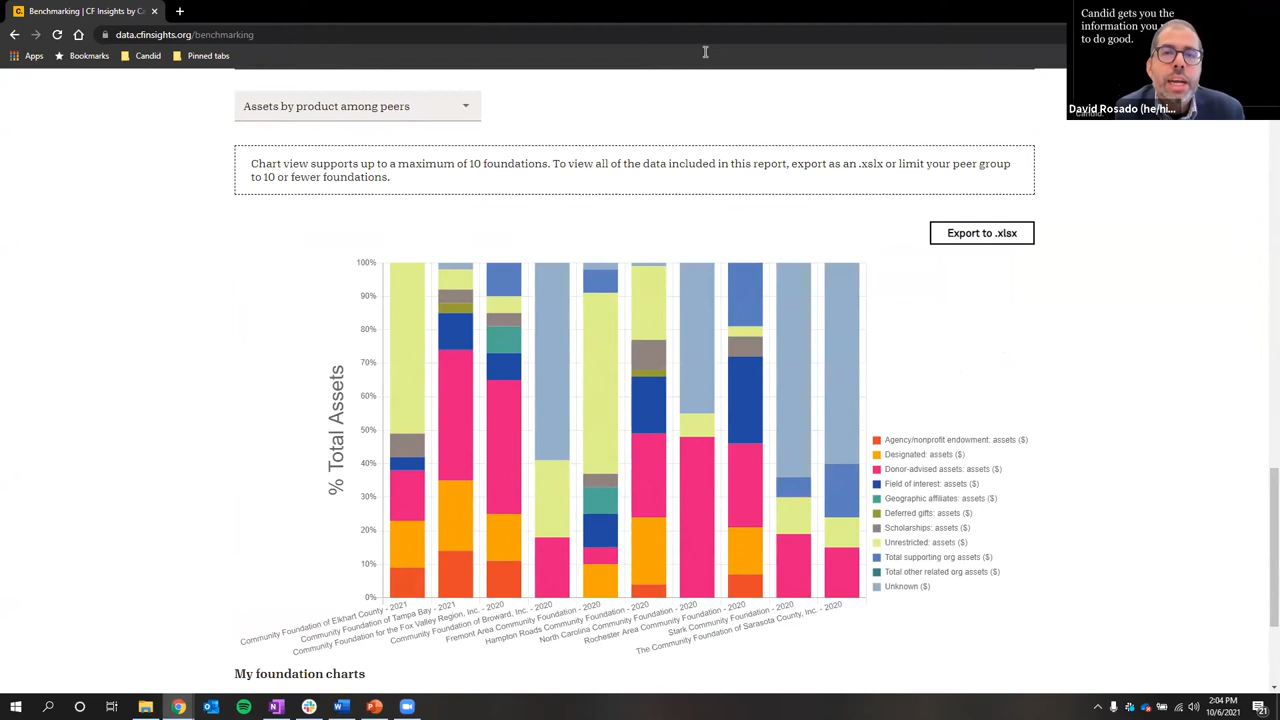 Benchmarking | CF Insights by Ca
data.cfinsights.org/benchmarking
Apps
Bookmarks
Candid
Pinned tabs
Candid gets you the
information you
to do good.
David Rosado (he/hi...
Candid.
Assets by product among peers
Chart view supports up to a maximum of 10 foundations. To view all of the data included in this report, export as an .xslx or limit your peer group
to 10 or fewer foundations.
Export to .xlsx
100%
90%
80%
70%
60%
50%
40%
30%
20%
10%
0%
% Total Assets
Agency/nonprofit endowment: assets ($)
Designated: assets ($)
Donor-advised assets: assets ($)
Field of interest: assets ($)
Geographic affiliates: assets ($)
Deferred gifts: assets ($)
Scholarships: assets ($)
Unrestricted: assets ($)
Total supporting org assets ($)
Total other related org assets ($)
Unknown ($)
Community Foundation of Elkhart County - 2021
Community Foundation of Tampa Bay - 2021
Community Foundation for the Fox Valley Region, Inc. - 2020
Community Foundation of Broward, Inc. - 2020
Fremont Area Community Foundation - 2020
Hampton Roads Community Foundation - 2020
North Carolina Community Foundation - 2020
Rochester Area Community Foundation - 2020
Stark Community Foundation - 2020
The Community Foundation of Sarasota County, Inc. - 2020
My foundation charts
2:04 PM
10/6/2021
21